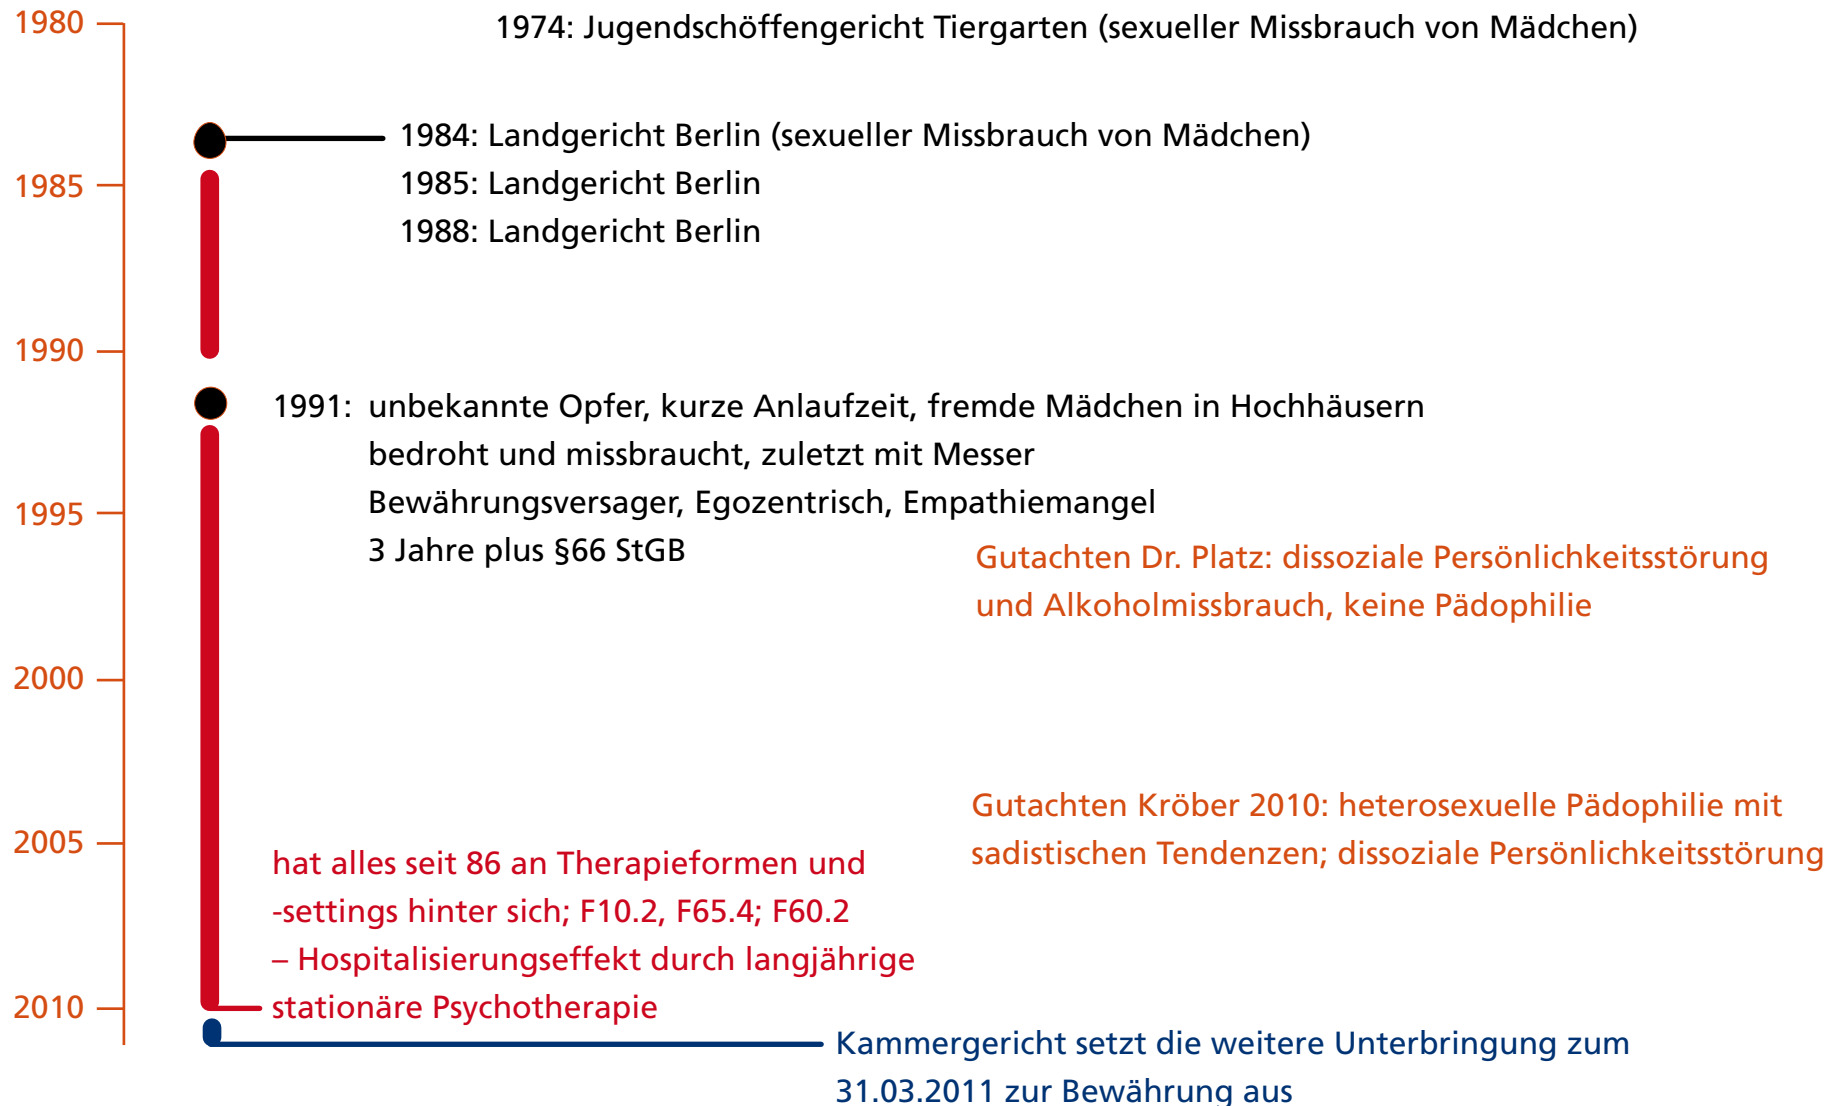 1980
1974: Jugendschöffengericht Tiergarten (sexueller Missbrauch von Mädchen)
1984: Landgericht Berlin (sexueller Missbrauch von Mädchen)
1985
1985: Landgericht Berlin
1988: Landgericht Berlin
1990
1991: unbekannte Opfer, kurze Anlaufzeit, fremde Mädchen in Hochhäusern
bedroht und missbraucht, zuletzt mit Messer
Bewährungsversager, Egozentrisch, Empathiemangel
1995
3 Jahre plus §66 StGB
Gutachten Dr. Platz: dissoziale Persönlichkeitsstörung
und Alkoholmissbrauch, keine Pädophilie
2000
Gutachten Kröber 2010: heterosexuelle Pädophilie mit
sadistischen Tendenzen; dissoziale Persönlichkeitsstörung
2005
hat alles seit 86 an Therapieformen und
-settings hinter sich; F10.2, F65.4; F60.2
– Hospitalisierungseffekt durch langjährige
stationäre Psychotherapie
2010
Kammergericht setzt die weitere Unterbringung zum
31.03.2011 zur Bewährung aus